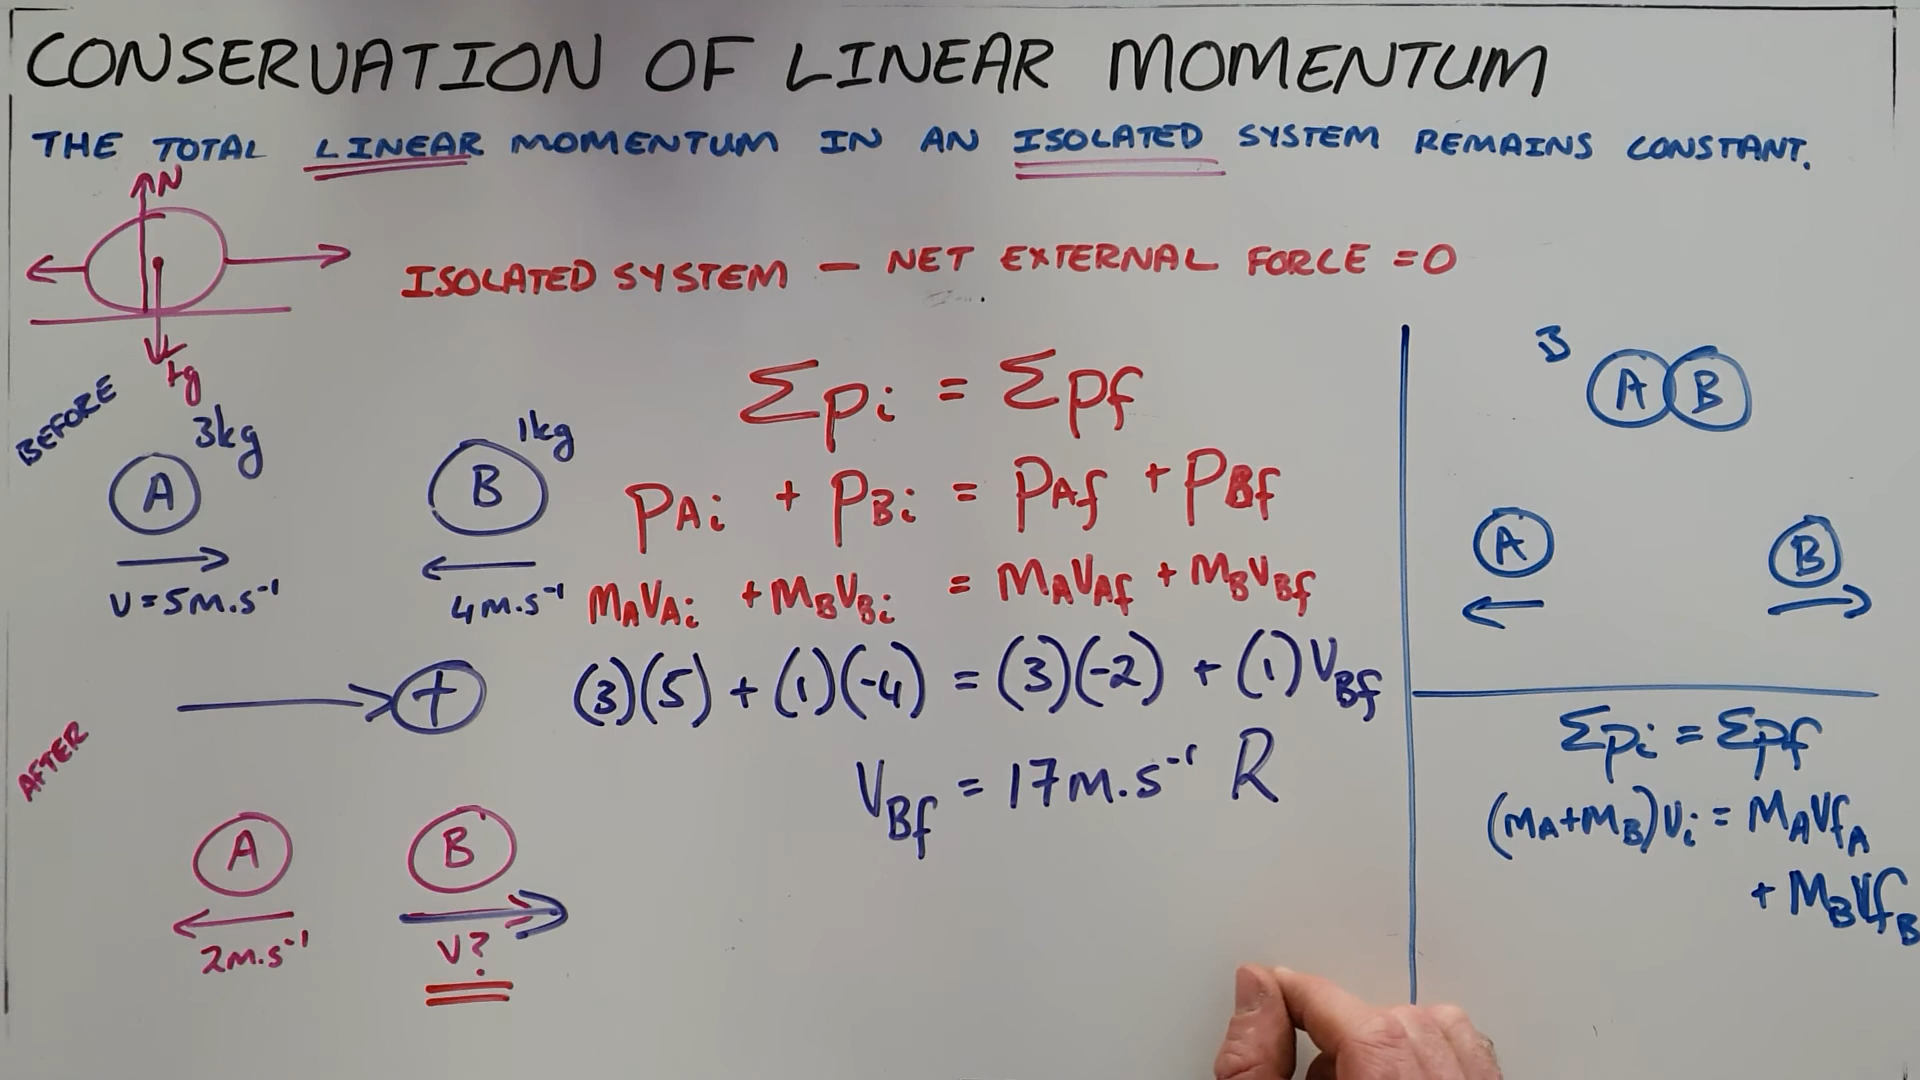 CONSERVATION OF LINEAR MOMENTUM
THE TOTAL LINEAR MOMENTUM IN AN ISOLATED SYSTEM REMAINS CONSTANT.
N
ISOLATED SYSTEM – NET EXTERNAL FORCE = 0
Fg
BEFORE
3kg
1kg
A
B
v = 5m.s⁻¹
4m.s⁻¹
+
AFTER
A
B
2m.s⁻¹
v?
Σpi = Σpf
pAi + pBi = pAf + pBf
mAvAi + mBvBi = mAvAf + mBvBf
(3)(5) + (1)(-4) = (3)(-2) + (1)VBf
VBf = 17m.s⁻¹ R
A B
A
B
Σpi = Σpf
(mA+mB)vi = mAvfA
+ mBvfB